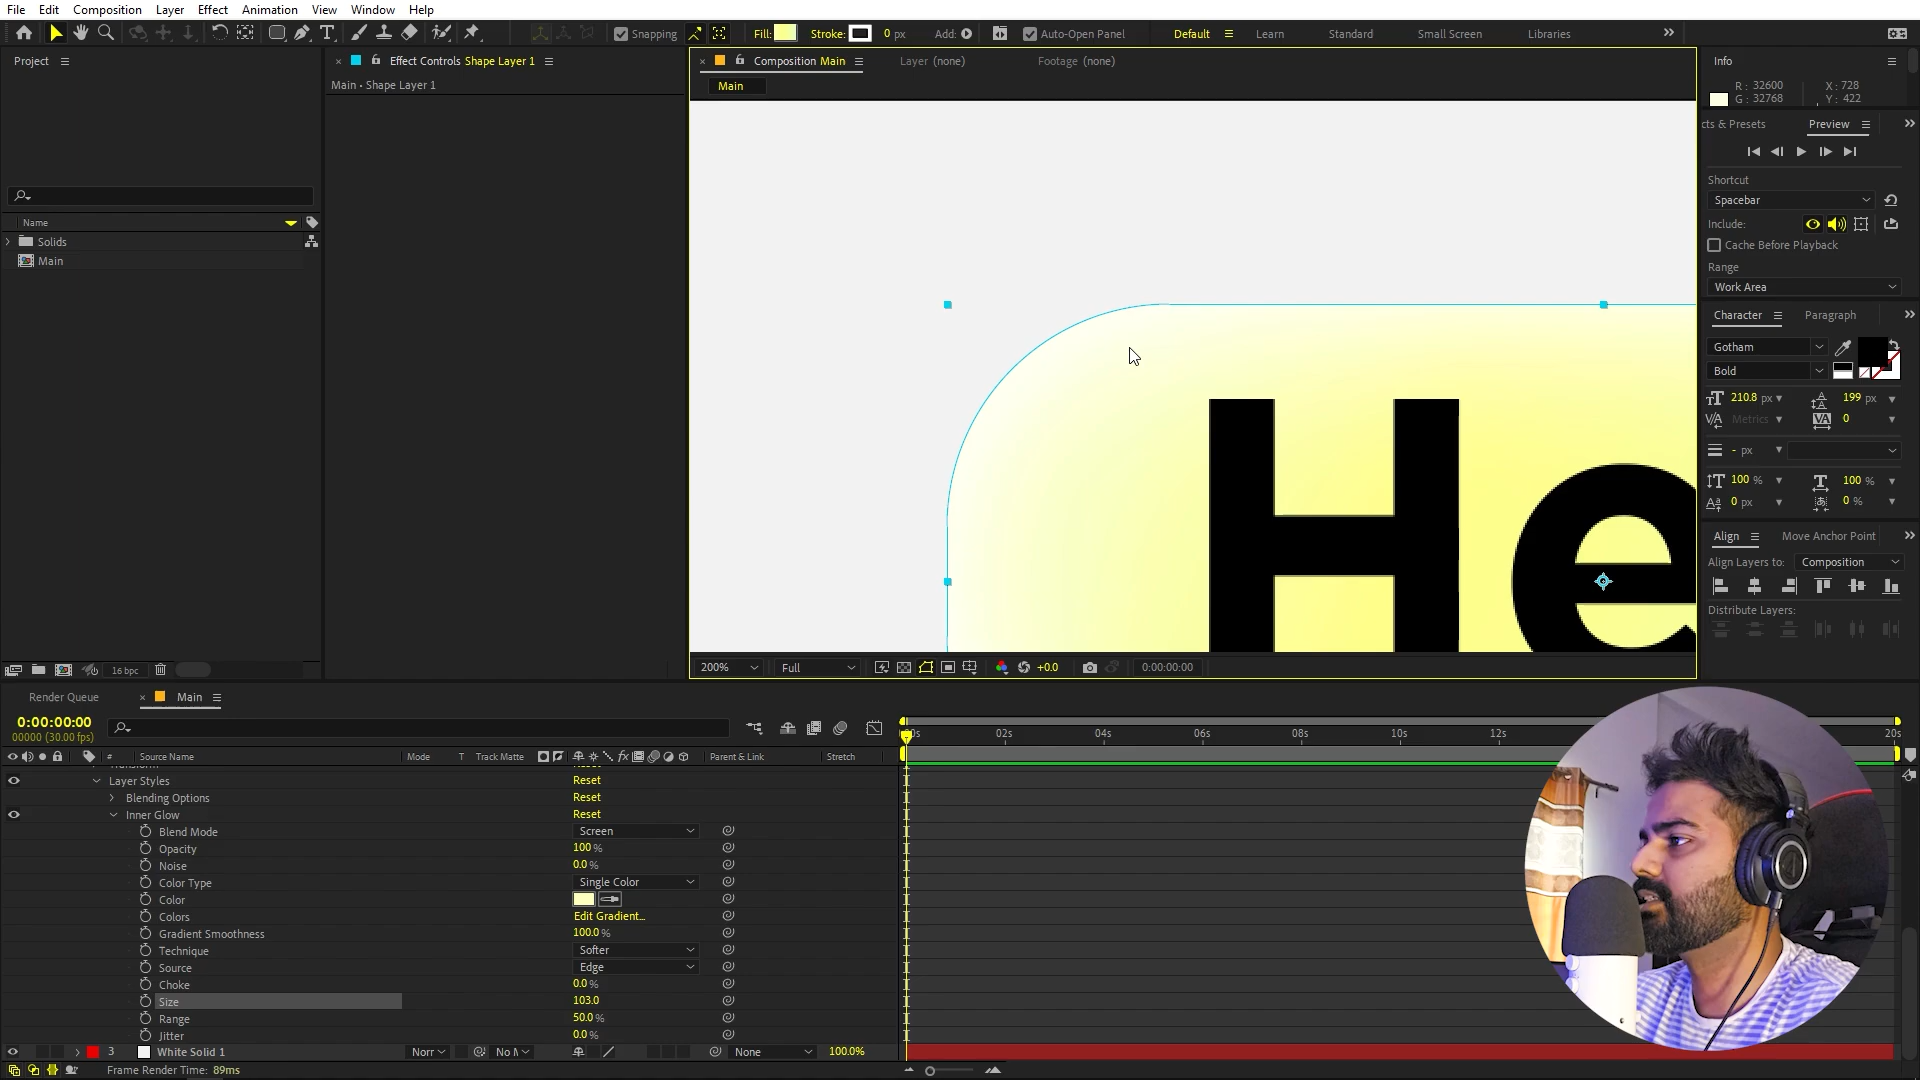 File Edit Composition Layer Effect Animation View Window Help
Snapping Fill: Stroke: 0 px Add: Auto-Open Panel Default Learn Standard Small Screen Libraries
Project
Effect Controls Shape Layer 1
Main • Shape Layer 1
Composition Main Layer (none) Footage (none)
Main
Info
R : 32600 X : 728
G : 32768 Y : 422
cts & Presets Preview
Shortcut
Spacebar
Include:
Cache Before Playback
Range
Work Area
Character Paragraph
Gotham
Bold
210.8 px 199 px
Metrics 0
- px
100 % 100 %
0 px 0 %
Align Move Anchor Point
Align Layers to: Composition
Distribute Layers:
Name
Solids
Main
16 bpc
He
200% Full +0.0 0:00:00:00
Render Queue Main
0:00:00:00
00000 (30.00 fps)
# Source Name Mode T Track Matte Parent & Link Stretch
02s 04s 06s 08s 10s 12s 20s
Layer Styles Reset
Blending Options Reset
Inner Glow Reset
Blend Mode Screen
Opacity 100 %
Noise 0.0 %
Color Type Single Color
Color
Colors Edit Gradient...
Gradient Smoothness 100.0 %
Technique Softer
Source Edge
Choke 0.0 %
Size 103.0
Range 50.0 %
Jitter 0.0 %
3 White Solid 1 Norr No M None 100.0%
Frame Render Time: 89ms